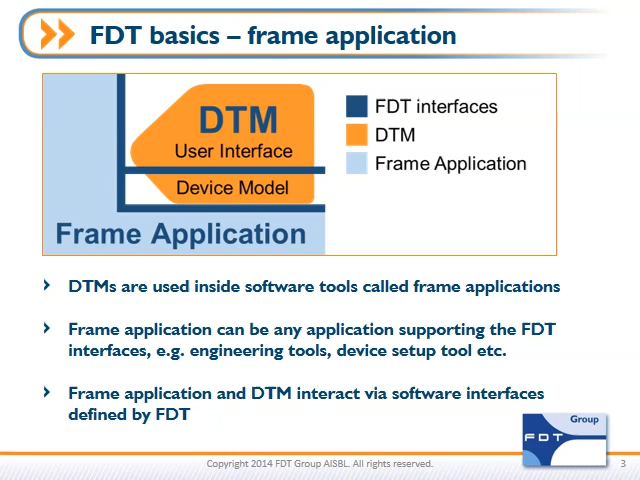 FDT basics – frame application
DTM
User Interface
Device Model
Frame Application
FDT interfaces
DTM
Frame Application
DTMs are used inside software tools called frame applications
Frame application can be any application supporting the FDT
interfaces, e.g. engineering tools, device setup tool etc.
Frame application and DTM interact via software interfaces
defined by FDT
Group
FDT
Copyright 2014 FDT Group AISBL. All rights reserved.
3